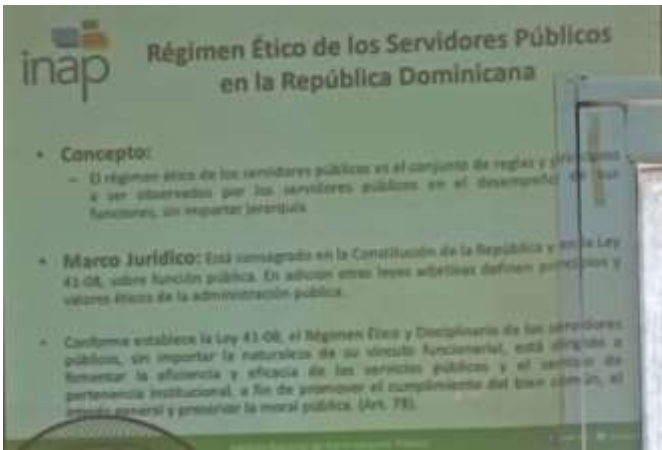 inap
Régimen Ético de los Servidores Públicos
en la República Dominicana
• Concepto:
– El régimen ético de los servidores públicos es el conjunto de reglas y principios
a ser observados por los servidores públicos en el desempeño de sus
funciones, sin importar jerarquía
• Marco Jurídico: Está consagrado en la Constitución de la República y en la Ley
41-08, sobre función pública. En adición otras leyes adjetivas definen principios y
valores éticos de la administración pública.
• Conforme establece la Ley 41-08, el Régimen Ético y Disciplinario de los servidores
públicos, sin importar la naturaleza de su vínculo funcionarial, está dirigido a
fomentar la eficiencia y eficacia de los servicios públicos y el sentido de
pertenencia institucional, a fin de promover el cumplimiento del bien común, el
interés general y preservar la moral pública. (Art. 78).